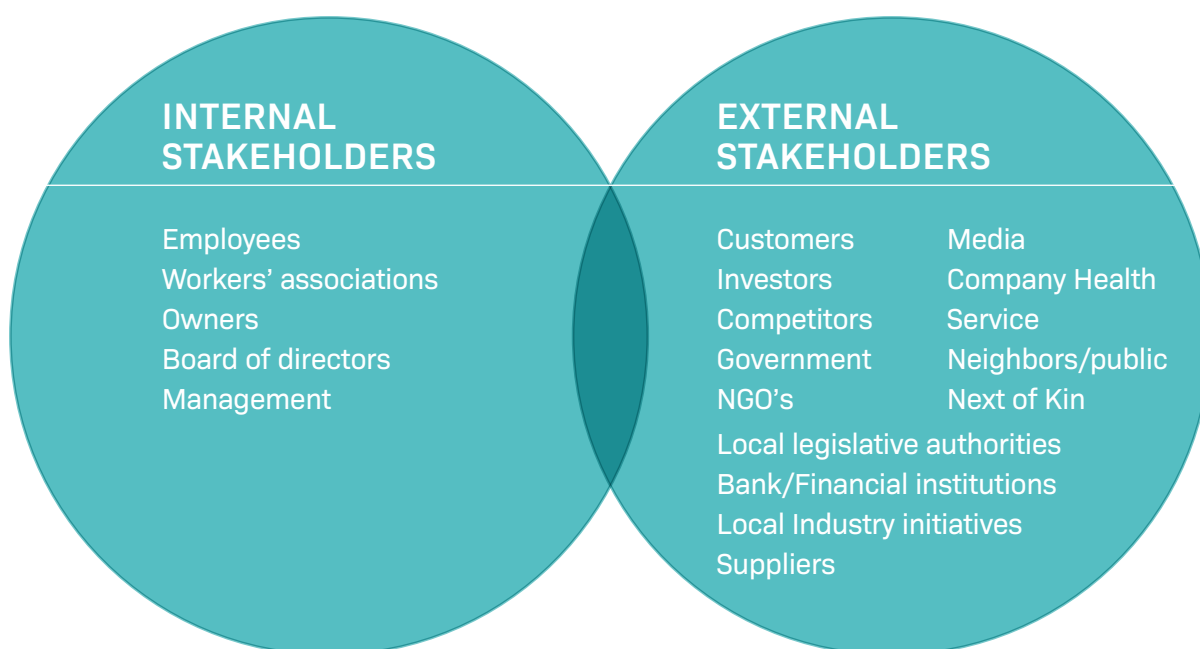 INTERNAL
STAKEHOLDERS
Employees
Workers’ associations
Owners
Board of directors
Management
EXTERNAL
STAKEHOLDERS
Customers
Investors
Competitors
Government
NGO’s
Media
Company Health
Service
Neighbors/public
Next of Kin
Local legislative authorities
Bank/Financial institutions
Local Industry initiatives
Suppliers